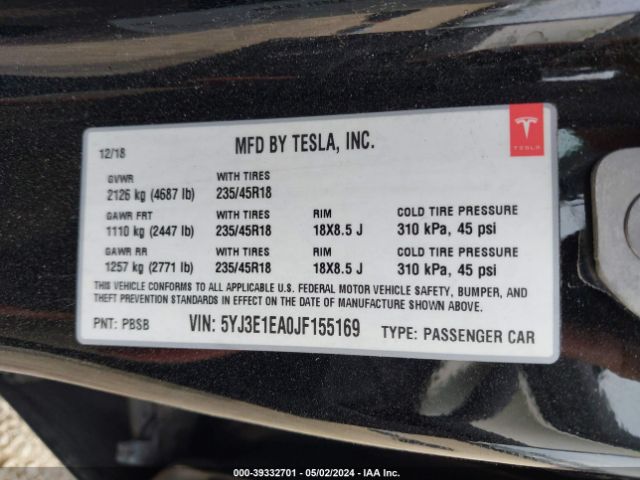 12/18
MFD BY TESLA, INC.
TESLA
GVWR WITH TIRES
2126 kg (4687 lb) 235/45R18
GAWR FRT WITH TIRES RIM COLD TIRE PRESSURE
1110 kg (2447 lb) 235/45R18 18X8.5 J 310 kPa, 45 psi
GAWR RR WITH TIRES RIM COLD TIRE PRESSURE
1257 kg (2771 lb) 235/45R18 18X8.5 J 310 kPa, 45 psi
THIS VEHICLE CONFORMS TO ALL APPLICABLE U.S. FEDERAL MOTOR VEHICLE SAFETY, BUMPER, AND
THEFT PREVENTION STANDARDS IN EFFECT ON THE DATE OF MANUFACTURE SHOWN ABOVE.
PNT: PBSB VIN: 5YJ3E1EA0JF155169 TYPE: PASSENGER CAR
000-39332701 - 05/02/2024 - IAA Inc.